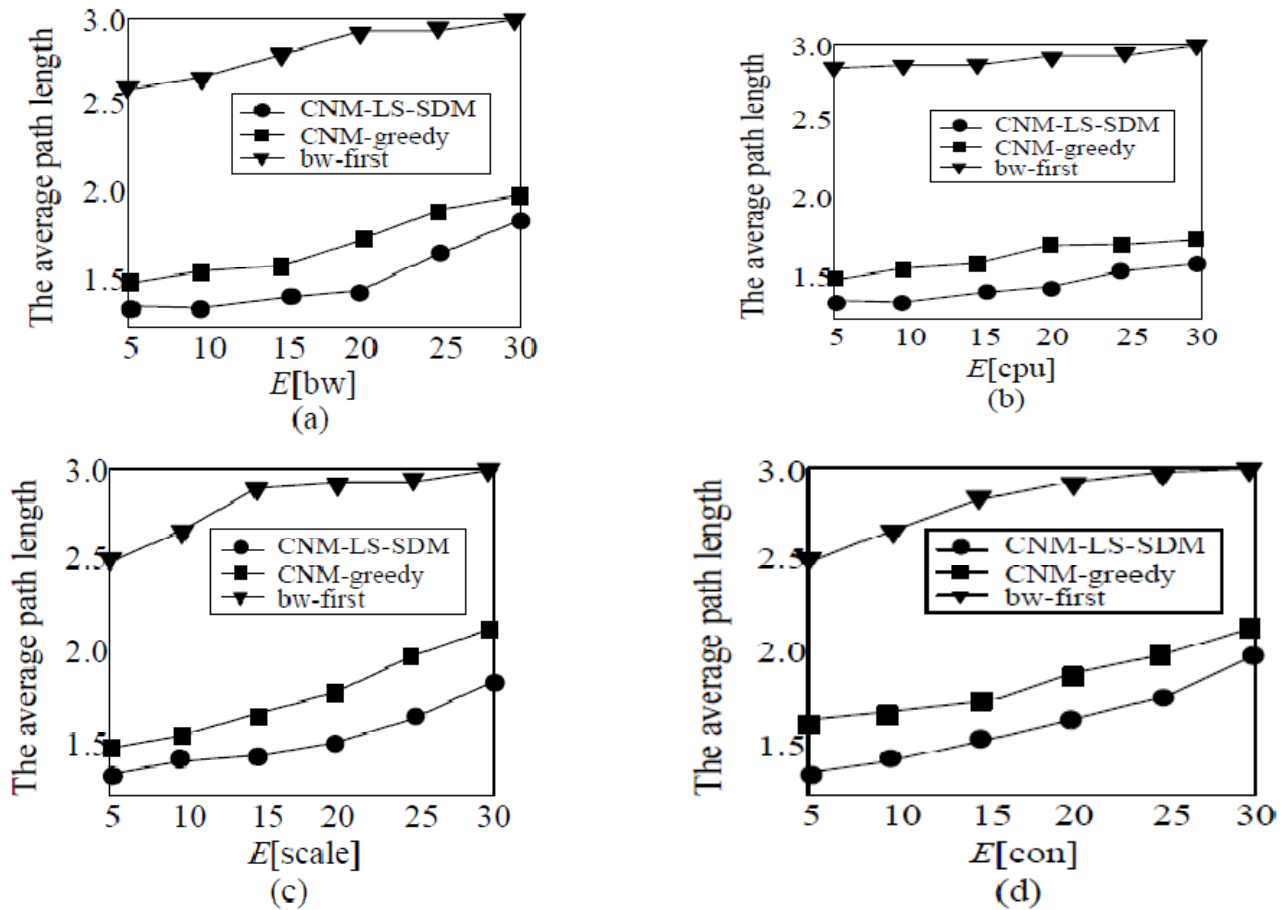 The average path length
3.0
2.5
2.0
1.5
CNM-LS-SDM
CNM-greedy
bw-first
5 10 15 20 25 30
E[bw]
(a)
The average path length
3.0
2.5
2.0
1.5
CNM-LS-SDM
CNM-greedy
bw-first
5 10 15 20 25 30
E[cpu]
(b)
The average path length
3.0
2.5
2.0
1.5
CNM-LS-SDM
CNM-greedy
bw-first
5 10 15 20 25 30
E[scale]
(c)
The average path length
3.0
2.5
2.0
1.5
CNM-LS-SDM
CNM-greedy
bw-first
5 10 15 20 25 30
E[con]
(d)